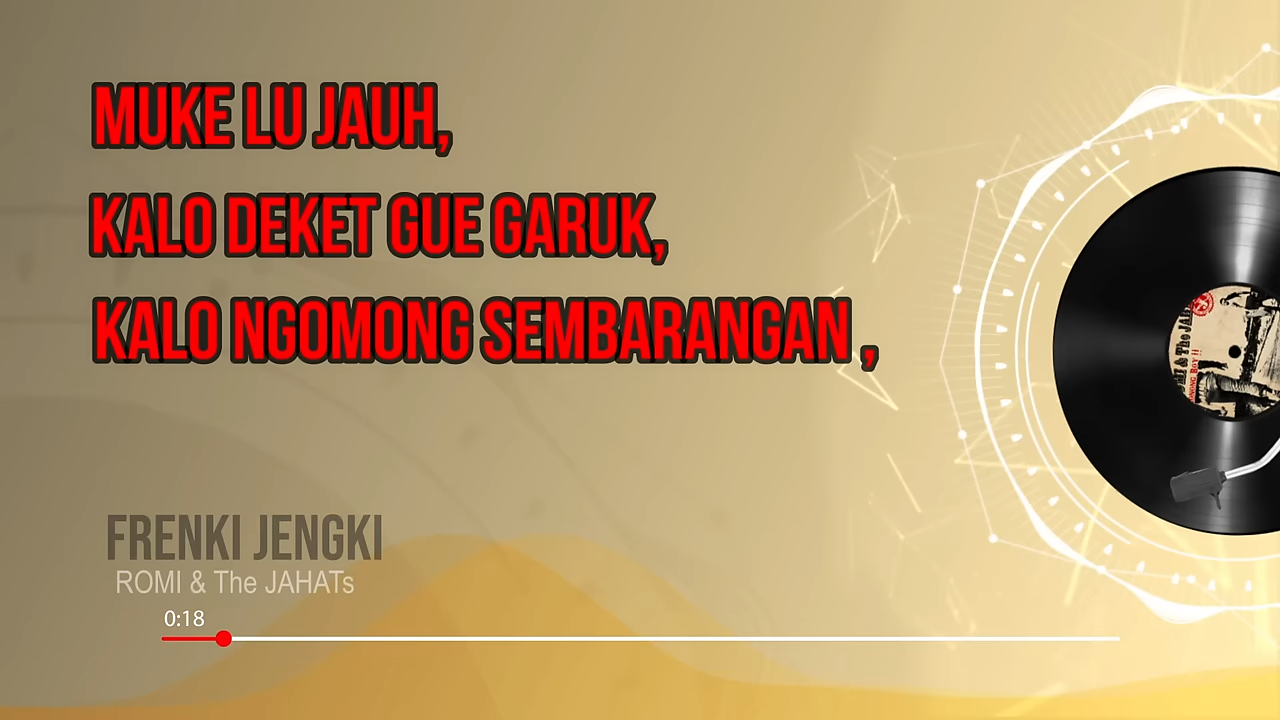 MUKE LU JAUH,
KALO DEKET GUE GARUK,
KALO NGOMONG SEMBARANGAN ,
FRENKI JENGKI
ROMI & The JAHATs
0:18